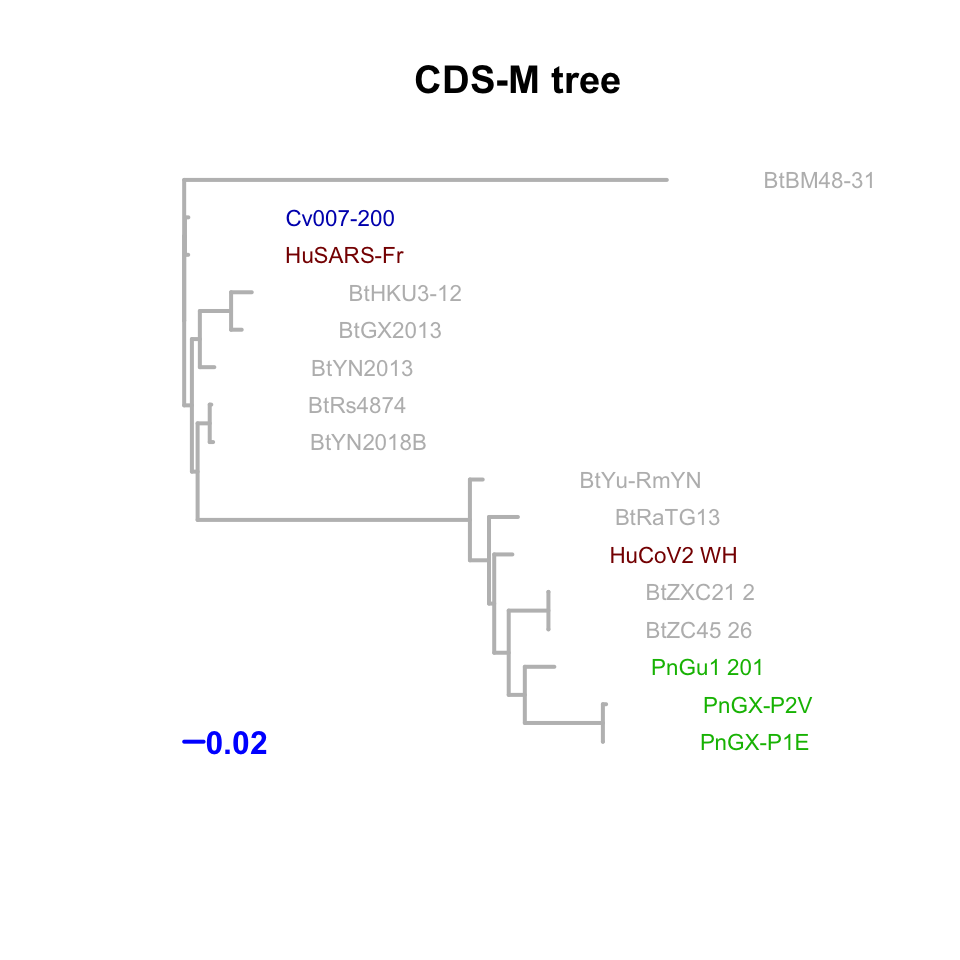 CDS-M tree
BtBM48-31
Cv007-200
HuSARS-Fr
BtHKU3-12
BtGX2013
BtYN2013
BtRs4874
BtYN2018B
BtYu-RmYN
BtRaTG13
HuCoV2 WH
BtZXC21 2
BtZC45 26
PnGu1 201
PnGX-P2V
PnGX-P1E
0.02